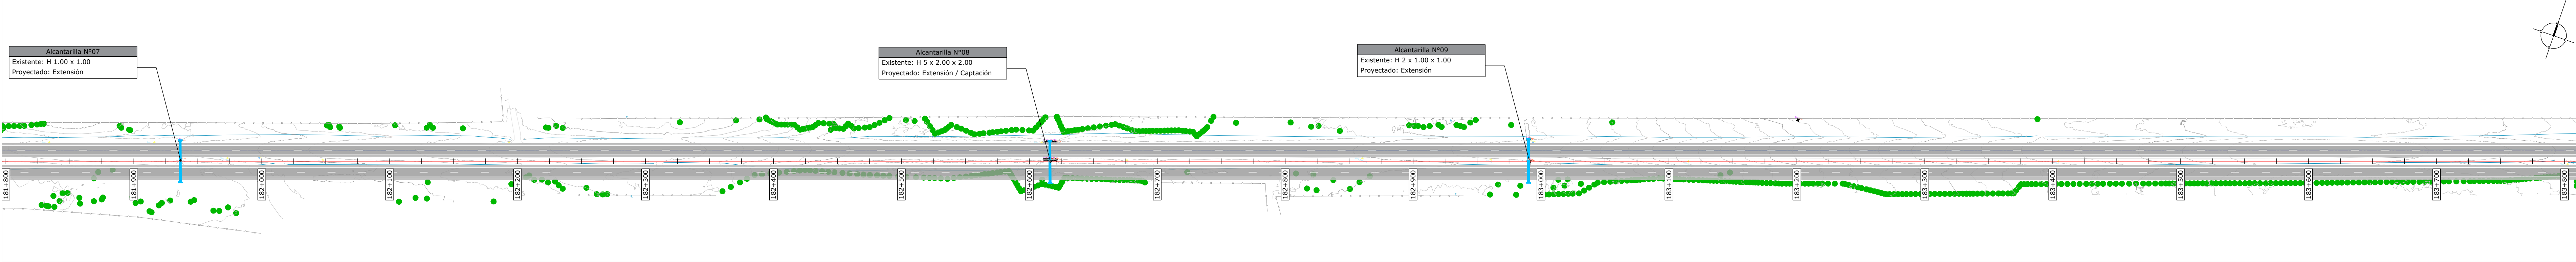 Alcantarilla N°07
Existente: H 1.00 x 1.00
Proyectado: Extensión
Alcantarilla N°08
Existente: H 5 x 2.00 x 2.00
Proyectado: Extensión / Captación
Alcantarilla N°09
Existente: H 2 x 1.00 x 1.00
Proyectado: Extensión
181+800
181+900
182+000
182+100
182+200
182+300
182+400
182+500
182+600
182+700
182+800
182+900
183+000
183+100
183+200
183+300
183+400
183+500
183+600
183+700
183+800